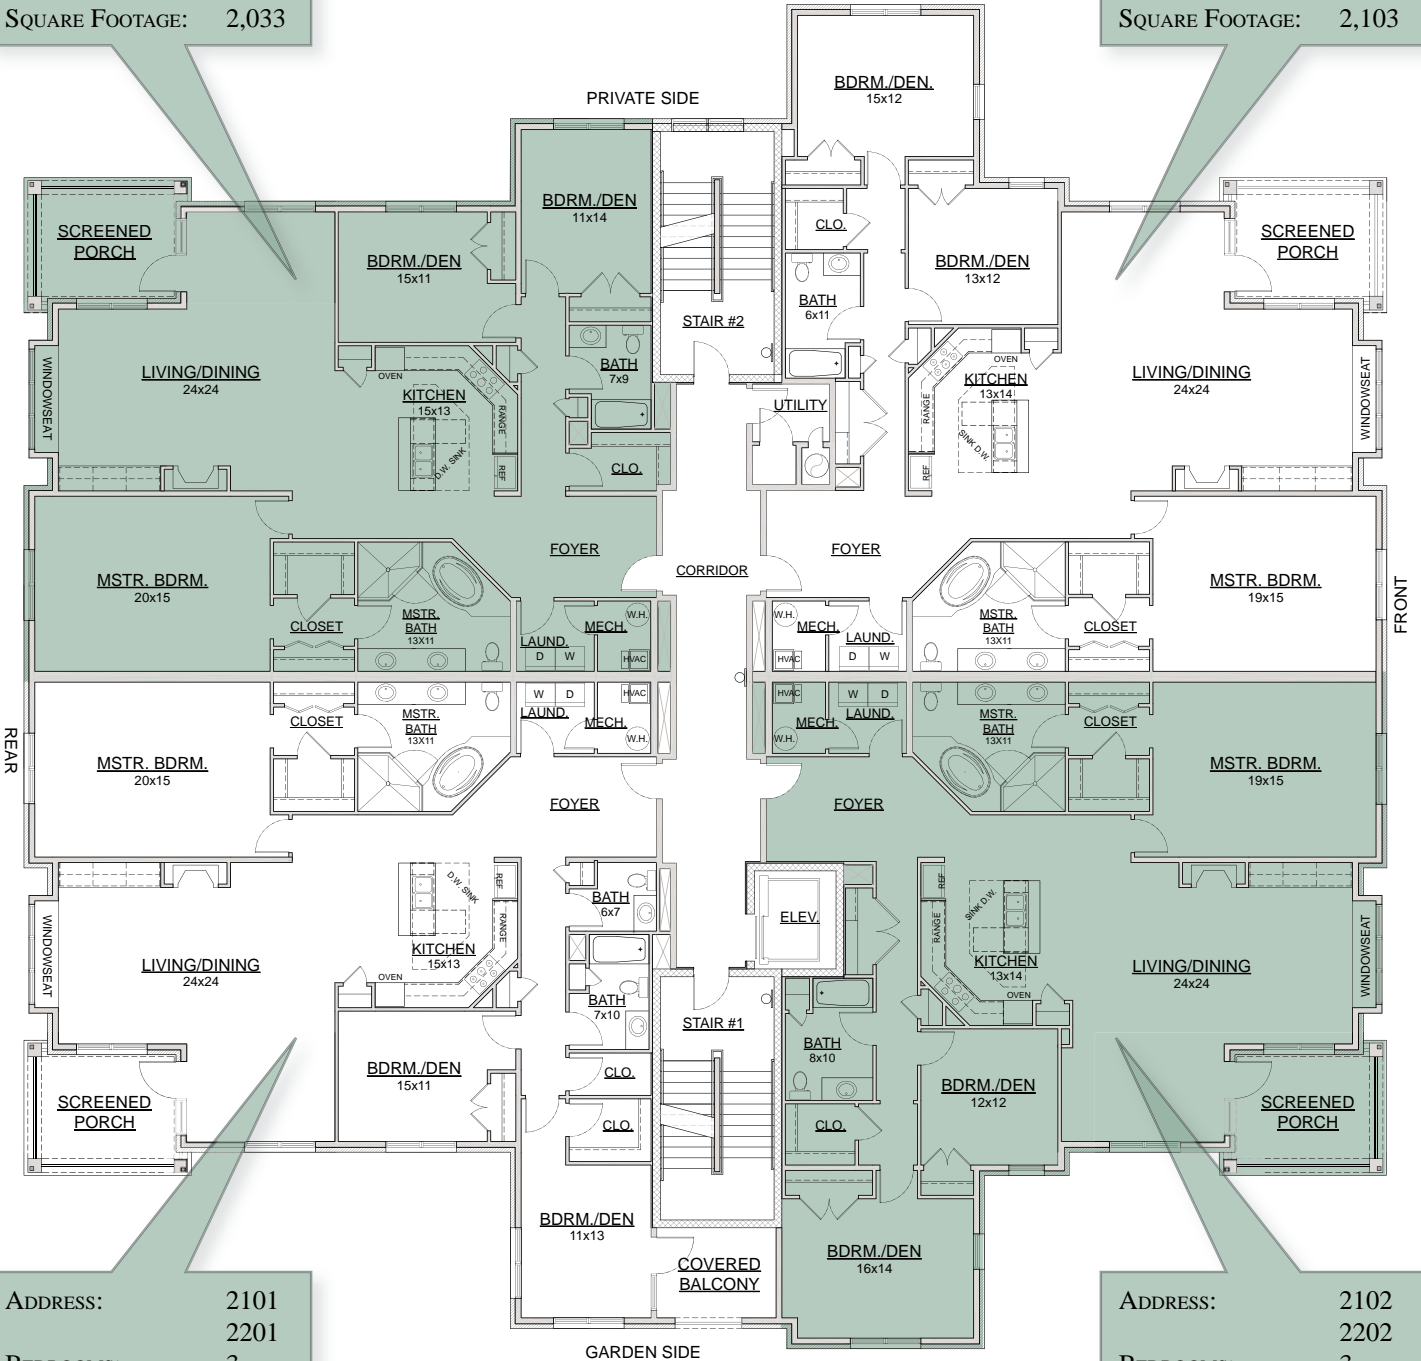 SQUARE FOOTAGE: 2,033
SQUARE FOOTAGE: 2,103
PRIVATE SIDE
BDRM./DEN.
15x12
BDRM./DEN
11x14
SCREENED
PORCH
BDRM./DEN
15x11
CLO.
BDRM./DEN
13x12
SCREENED
PORCH
BATH
6x11
STAIR #2
WINDOWSEAT
LIVING/DINING
24x24
OVEN
KITCHEN
15x13
RANGE
D.W. SINK
REF
BATH
7x9
CLO.
UTILITY
OVEN
KITCHEN
13x14
RANGE
SINK D.W.
REF
LIVING/DINING
24x24
WINDOWSEAT
FOYER
CORRIDOR
FOYER
MSTR. BDRM.
20x15
CLOSET
MSTR.
BATH
13X11
LAUND.
D W
MECH.
W.H.
HVAC
W.H.
MECH.
HVAC
LAUND.
D W
MSTR.
BATH
13X11
CLOSET
MSTR. BDRM.
19x15
FRONT
REAR
MSTR. BDRM.
20x15
CLOSET
MSTR.
BATH
13X11
W D
LAUND.
MECH.
HVAC
W.H.
HVAC
MECH.
W.H.
W D
LAUND.
MSTR.
BATH
13X11
CLOSET
MSTR. BDRM.
19x15
FOYER
FOYER
WINDOWSEAT
LIVING/DINING
24x24
D.W. SINK
REF
RANGE
KITCHEN
15x13
OVEN
BATH
6x7
ELEV.
REF
SINK D.W.
RANGE
KITCHEN
13x14
OVEN
LIVING/DINING
24x24
WINDOWSEAT
BATH
7x10
STAIR #1
BATH
8x10
SCREENED
PORCH
BDRM./DEN
15x11
CLO.
CLO.
CLO.
BDRM./DEN
12x12
SCREENED
PORCH
BDRM./DEN
11x13
COVERED
BALCONY
BDRM./DEN
16x14
GARDEN SIDE
ADDRESS: 2101
2201
ADDRESS: 2102
2202